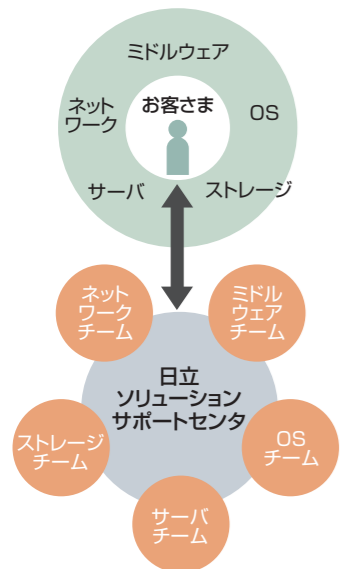 ミドルウェア
ネット
ワーク
お客さま
OS
サーバ
ストレージ
ネット
ワーク
チーム
ミドル
ウェア
チーム
日立
ソリューション
サポートセンタ
ストレージ
チーム
OS
チーム
サーバ
チーム